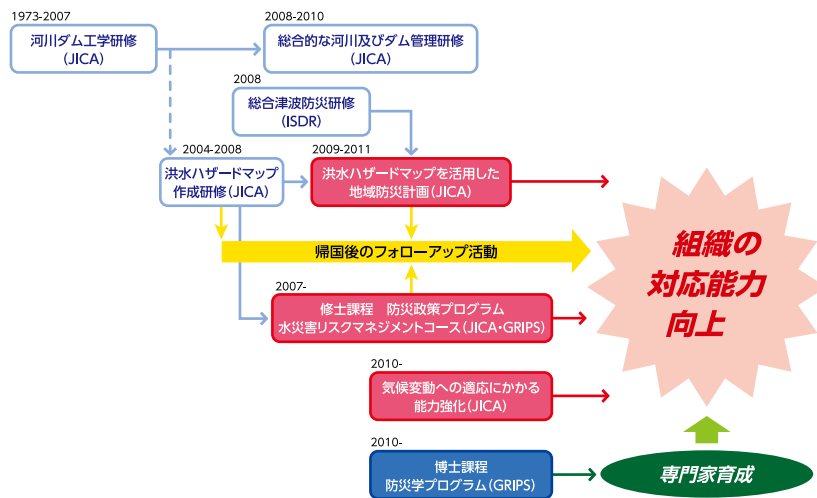 1973-2007
河川ダム工学研修
(JICA)
2008-2010
総合的な河川及びダム管理研修
(JICA)
2008
総合津波防災研修
(ISDR)
2004-2008
洪水ハザードマップ
作成研修(JICA)
2009-2011
洪水ハザードマップを活用した
地域防災計画(JICA)
帰国後のフォローアップ活動
組織の
対応能力
向上
2007-
修士課程　防災政策プログラム
水災害リスクマネジメントコース(JICA・GRIPS)
2010-
気候変動への適応にかかる
能力強化(JICA)
2010-
博士課程
防災学プログラム(GRIPS)
専門家育成